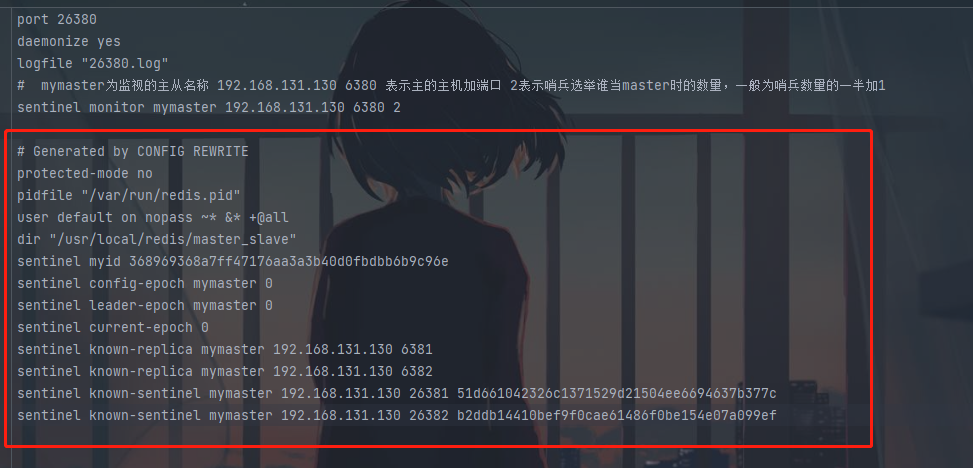 port 26380
daemonize yes
logfile "26380.log"
#  mymaster为监视的主从名称 192.168.131.130 6380 表示主的主机加端口 2表示哨兵选举谁当master时的数量，一般为哨兵数量的一半加1
sentinel monitor mymaster 192.168.131.130 6380 2
# Generated by CONFIG REWRITE
protected-mode no
pidfile "/var/run/redis.pid"
user default on nopass ~* &* +@all
dir "/usr/local/redis/master_slave"
sentinel myid 368969368a7ff47176aa3a3b40d0fbdbb6b9c96e
sentinel config-epoch mymaster 0
sentinel leader-epoch mymaster 0
sentinel current-epoch 0
sentinel known-replica mymaster 192.168.131.130 6381
sentinel known-replica mymaster 192.168.131.130 6382
sentinel known-sentinel mymaster 192.168.131.130 26381 51d661042326c1371529d21504ee6694637b377c
sentinel known-sentinel mymaster 192.168.131.130 26382 b2ddb14410bef9f0cae61486f0be154e07a099ef